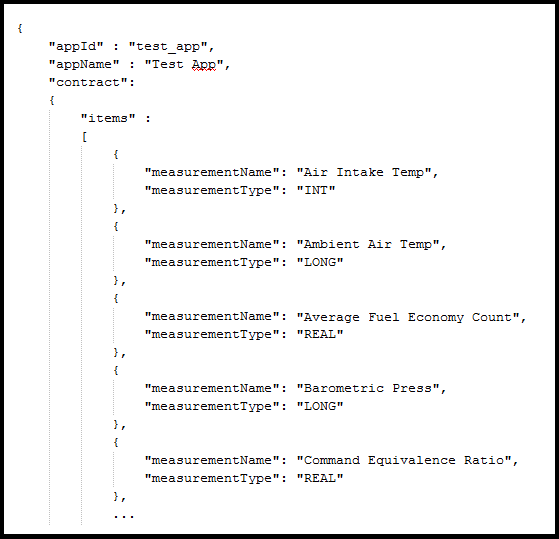 {
    "appId" : "test_app",
    "appName" : "Test App",
    "contract":
    {
        "items" :
        [
            {
                "measurementName": "Air Intake Temp",
                "measurementType": "INT"
            },
            {
                "measurementName": "Ambient Air Temp",
                "measurementType": "LONG"
            },
            {
                "measurementName": "Average Fuel Economy Count",
                "measurementType": "REAL"
            },
            {
                "measurementName": "Barometric Press",
                "measurementType": "LONG"
            },
            {
                "measurementName": "Command Equivalence Ratio",
                "measurementType": "REAL"
            },
            ...